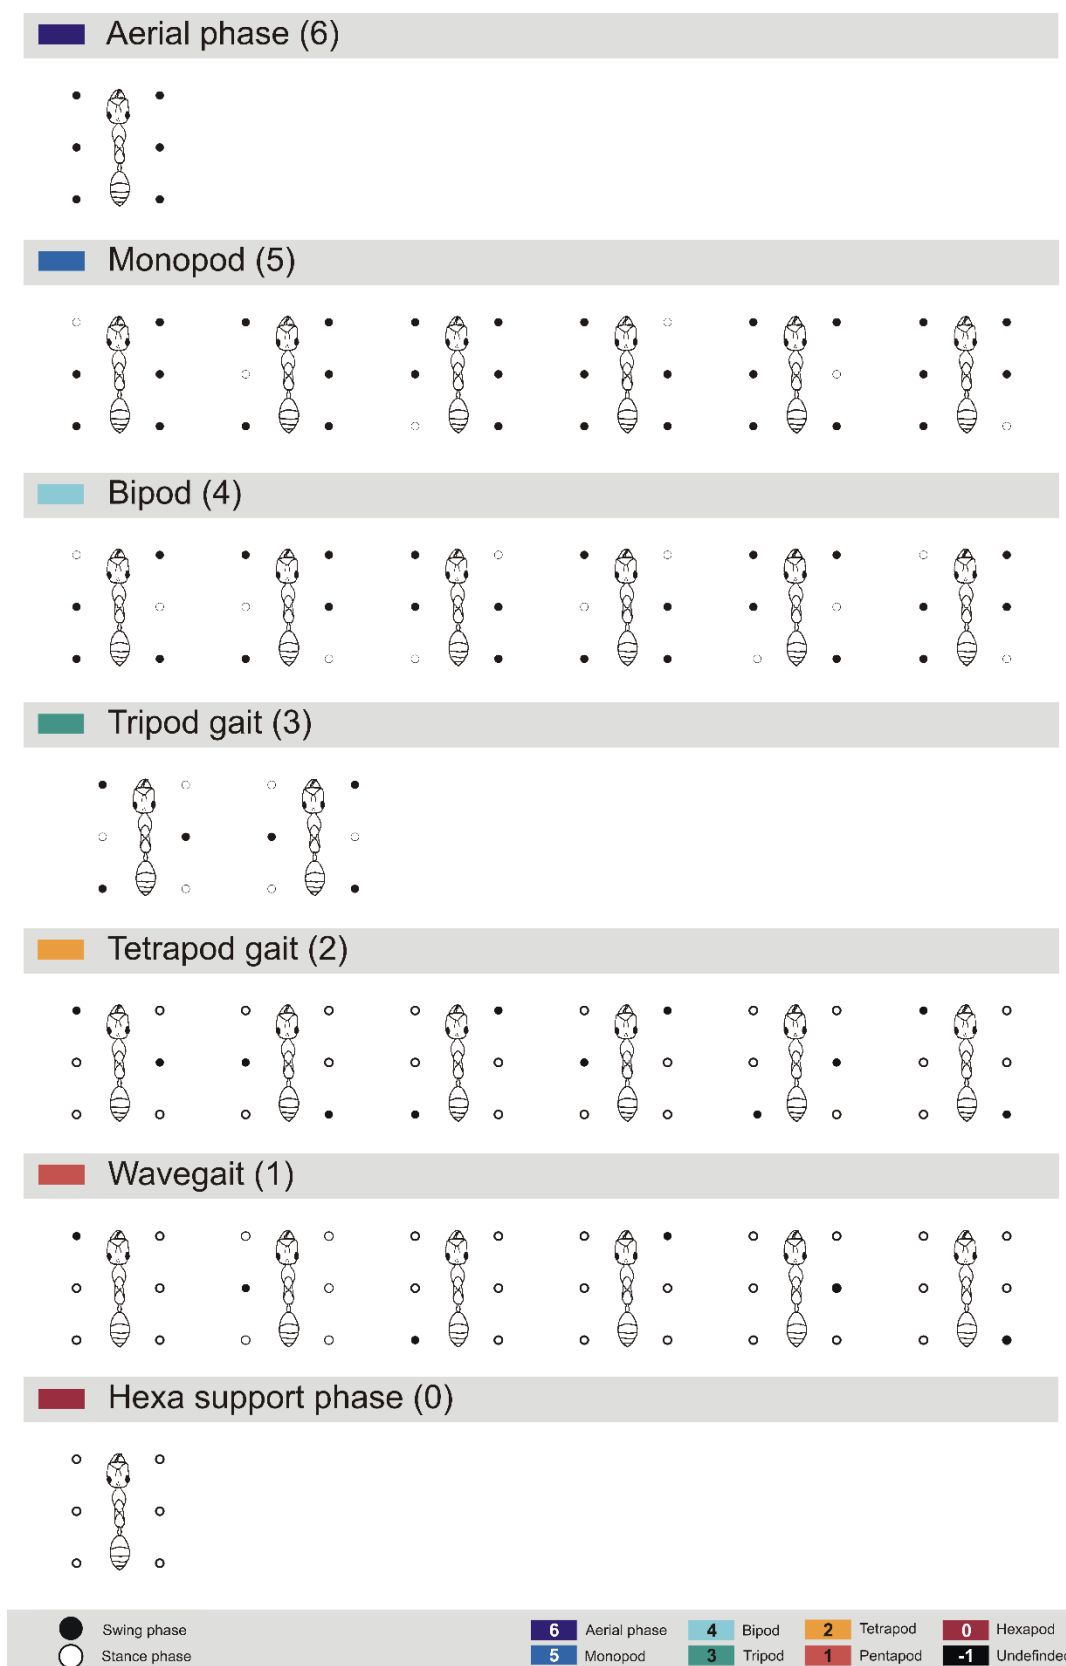 Aerial phase (6)
Monopod (5)
Bipod (4)
Tripod gait (3)
Tetrapod gait (2)
Wavegait (1)
Hexa support phase (0)
Swing phase
Stance phase
6 Aerial phase 4 Bipod 2 Tetrapod 0 Hexapod
5 Monopod 3 Tripod 1 Pentapod -1 Undefinded